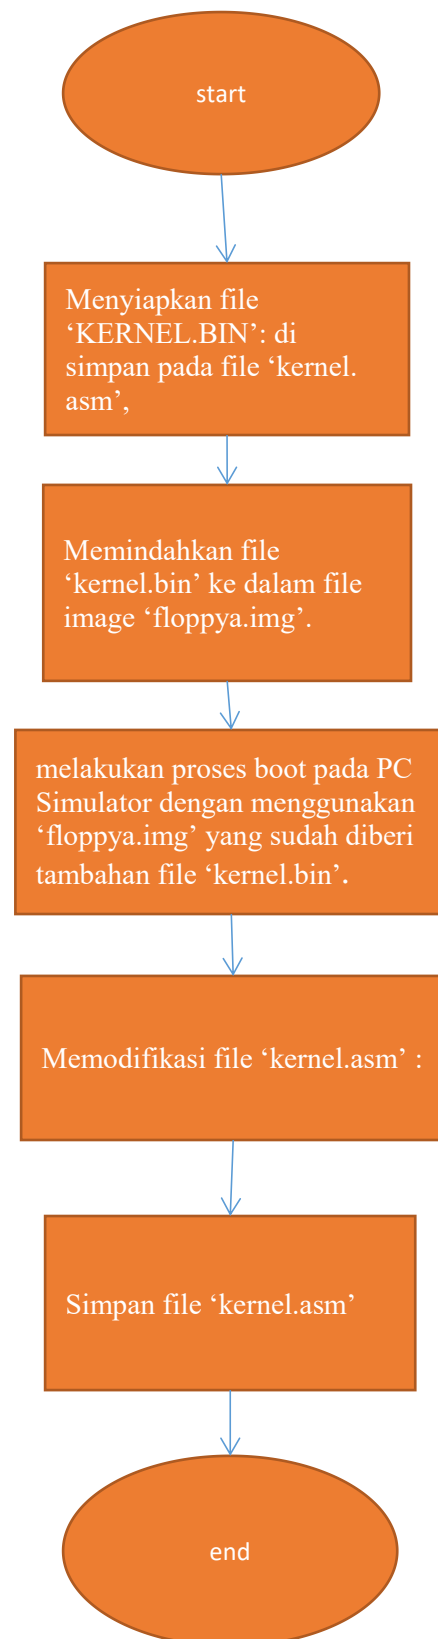 start
Menyiapkan file
‘KERNEL.BIN’: di
simpan pada file ‘kernel.
asm’,
Memindahkan file
‘kernel.bin’ ke dalam file
image ‘floppya.img’.
melakukan proses boot pada PC
Simulator dengan menggunakan
‘floppya.img’ yang sudah diberi
tambahan file ‘kernel.bin’.
Memodifikasi file ‘kernel.asm’ :
Simpan file ‘kernel.asm’
end